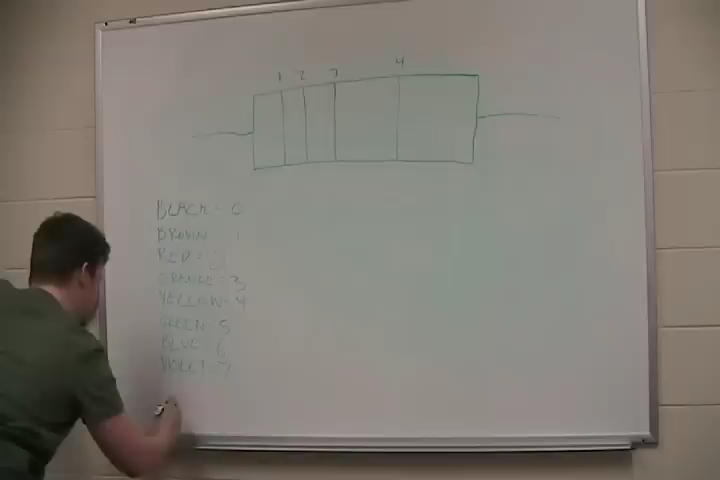 1 2 3 4
BLACK = 0
BROWN 1
RED = 2
ORANGE = 3
YELLOW = 4
GREEN 5
BLUE 6
VIOLET 7